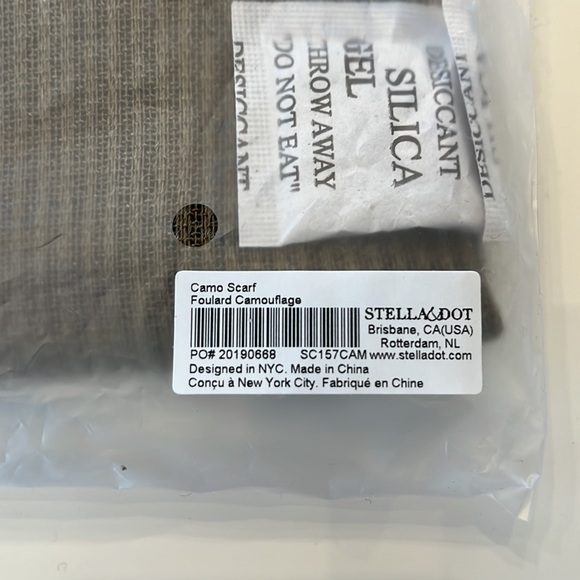 DESICCANT
SILICA
GEL
THROW AWAY
"DO NOT EAT"
DESICCANT
DESICCANT
Camo Scarf
Foulard Camouflage
STELLA&DOT
Brisbane, CA(USA)
Rotterdam, NL
PO# 20190668 SC157CAM www.stelladot.com
Designed in NYC. Made in China
Conçu à New York City. Fabriqué en Chine